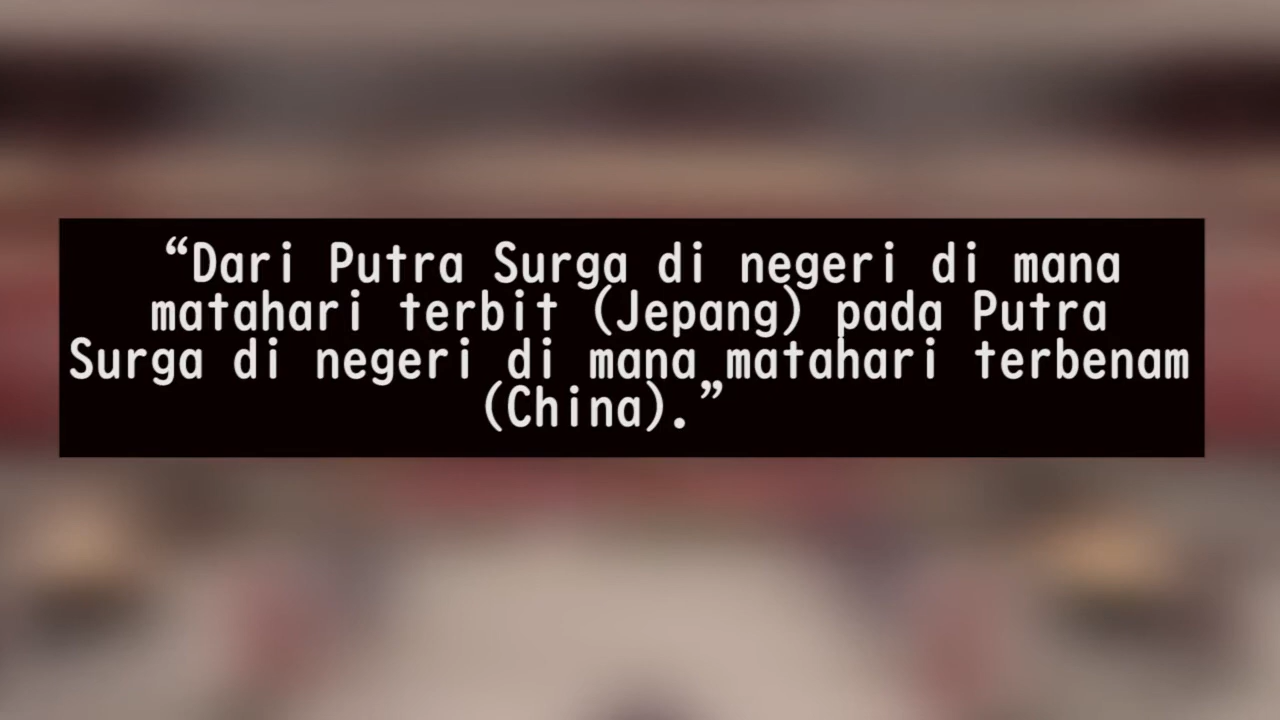 “Dari Putra Surga di negeri di mana
matahari terbit (Jepang) pada Putra
Surga di negeri di mana matahari terbenam
(China).”